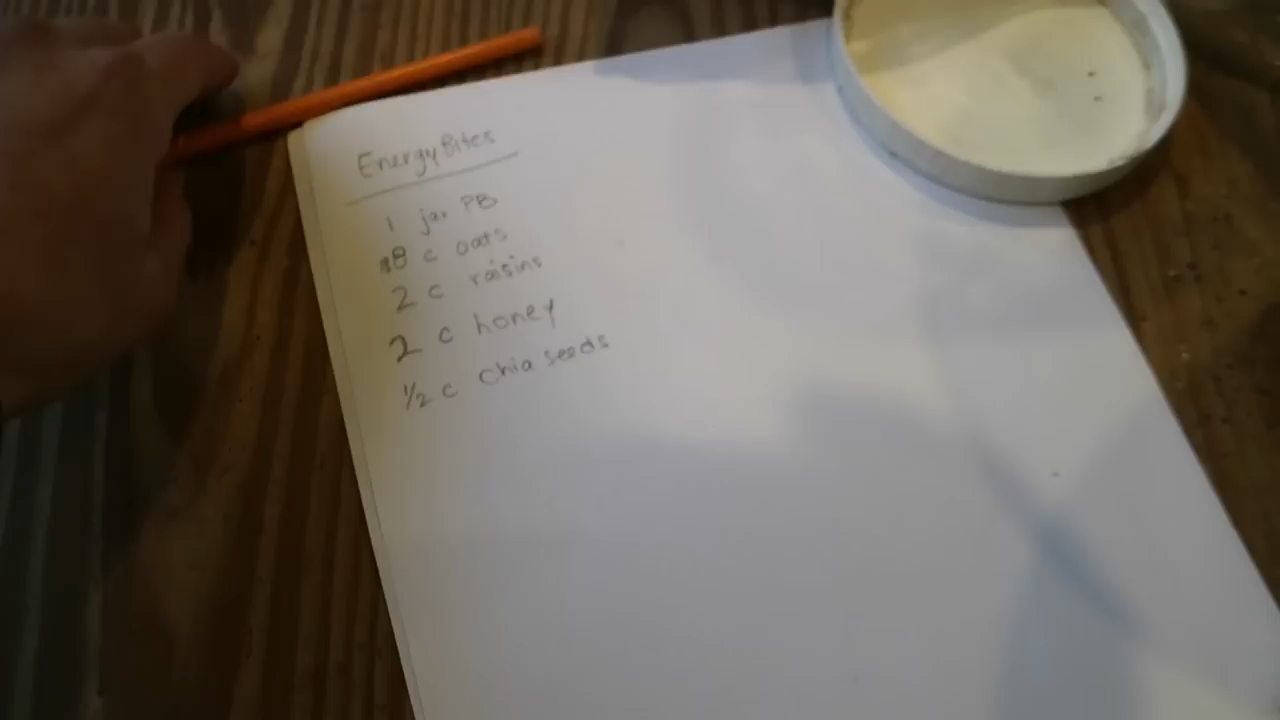 Energy Bites
1 jar PB
8 c oats
2 c raisins
2 c honey
1/2 c chia seeds